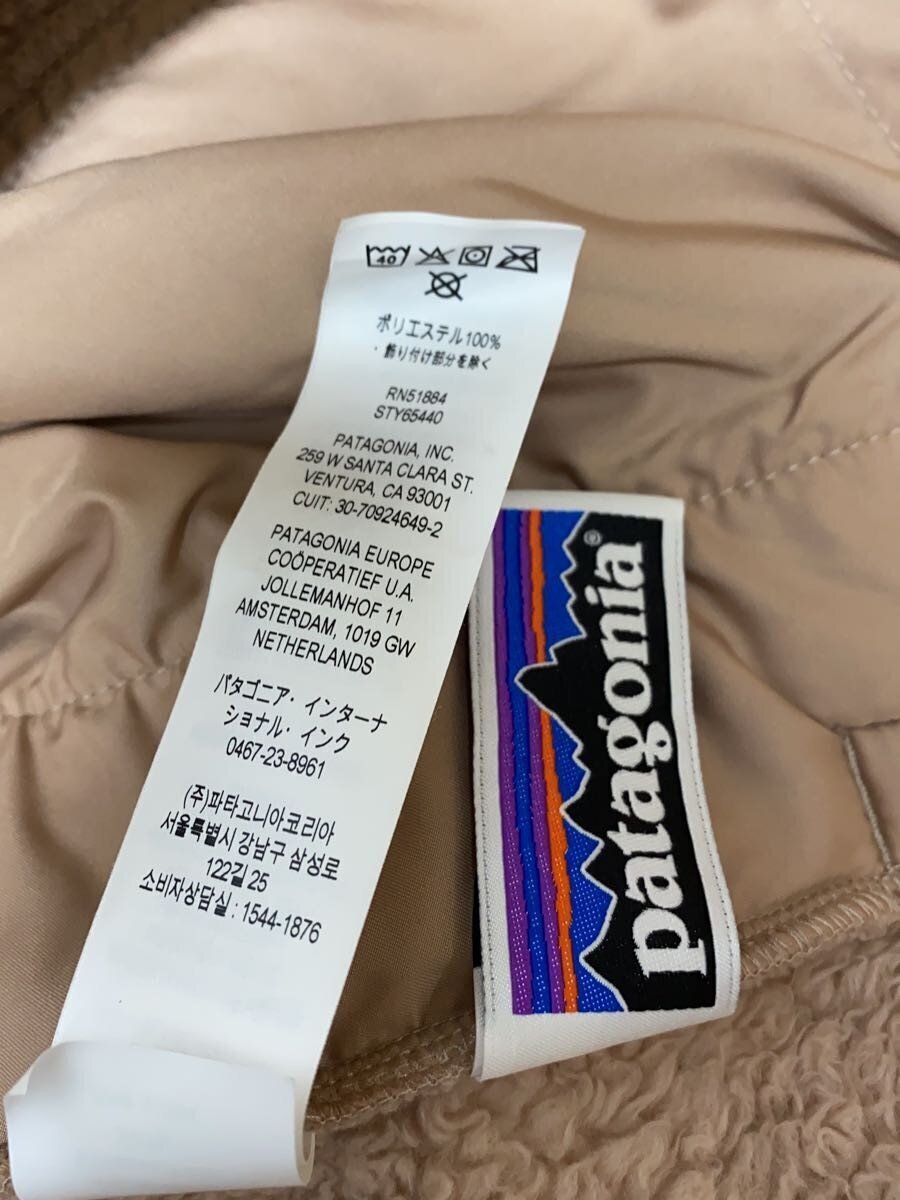 40
ポリエステル100%
・飾り付け部分を除く
RN51884
STY65440
PATAGONIA, INC.
259 W SANTA CLARA ST.
VENTURA, CA 93001
CUIT: 30-70924649-2
PATAGONIA EUROPE
COÖPERATIEF U.A.
JOLLEMANHOF 11
AMSTERDAM, 1019 GW
NETHERLANDS
パタゴニア・インターナ
ショナル・インク
0467-23-8961
(주)파타고니아코리아
서울특별시 강남구 삼성로
122길 25
소비자상담실 : 1544-1876
patagonia®